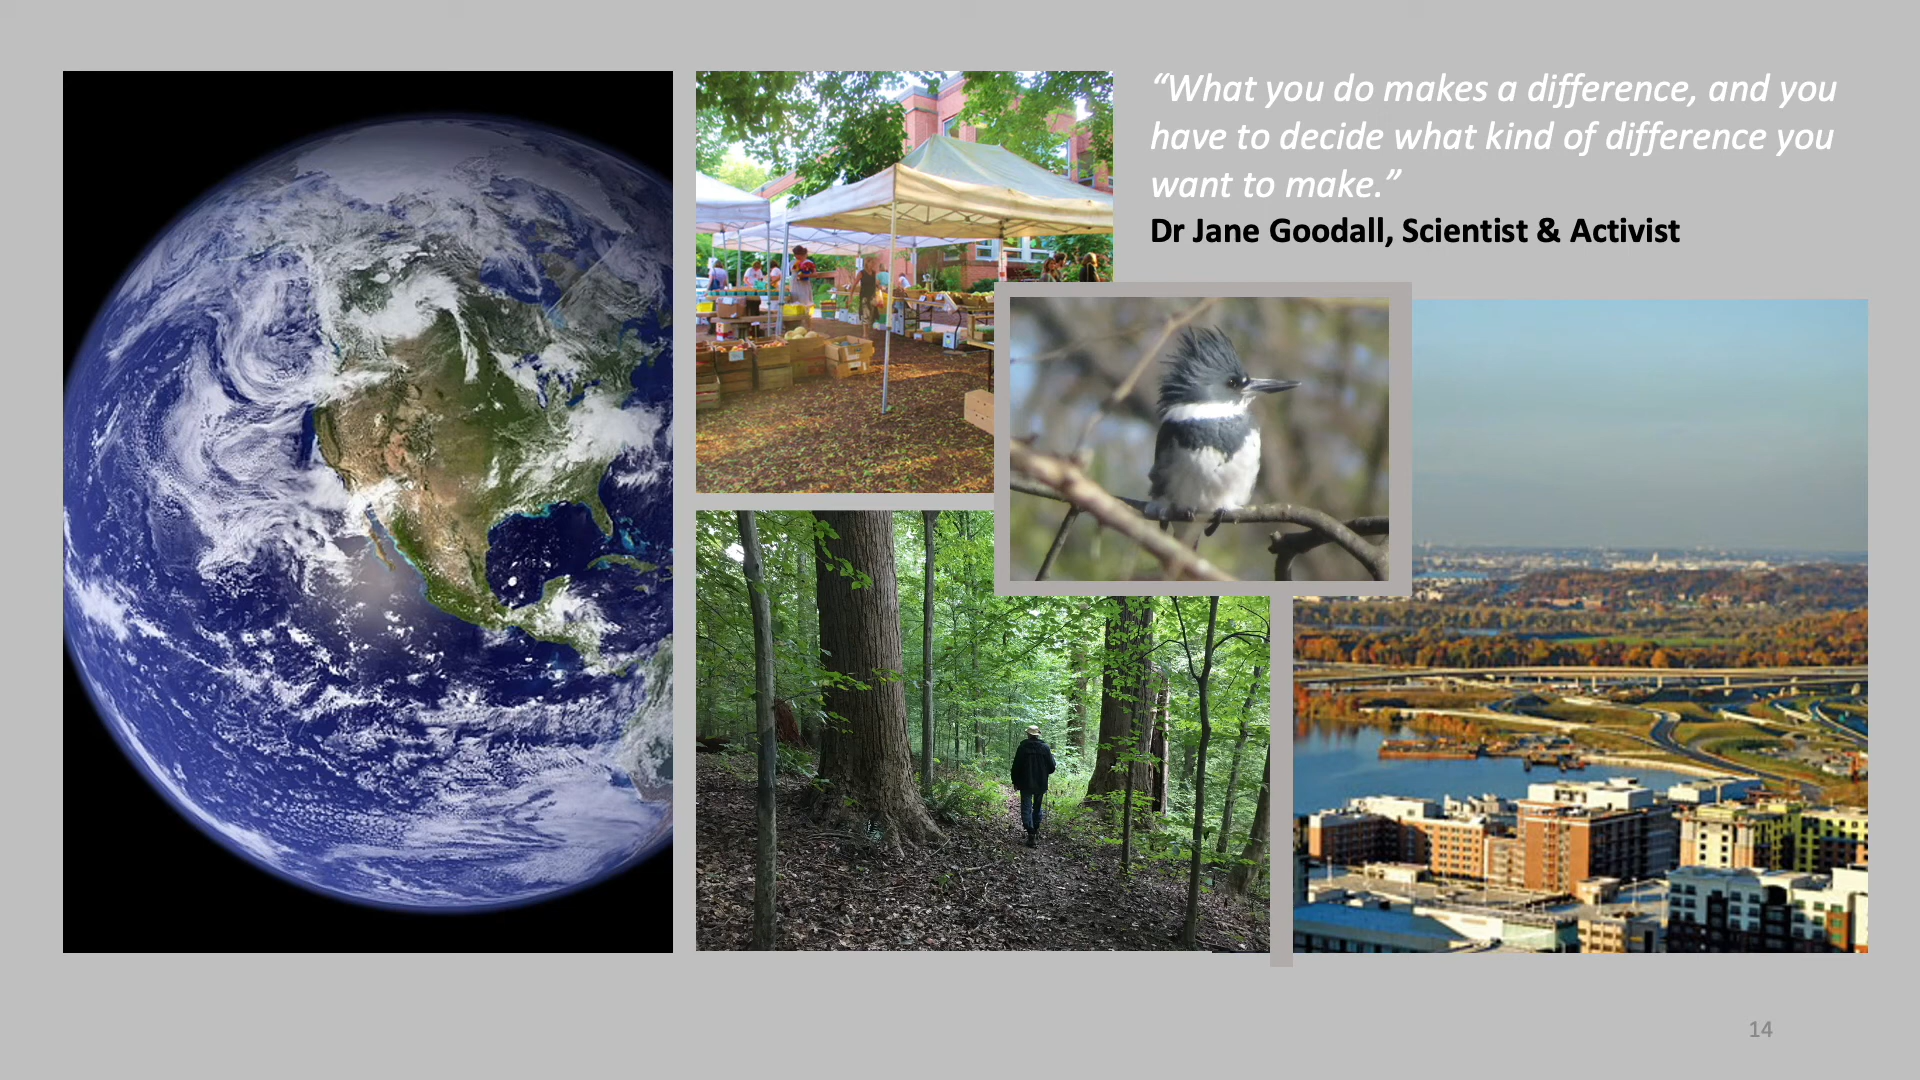 “What you do makes a difference, and you
have to decide what kind of difference you
want to make.”
Dr Jane Goodall, Scientist & Activist
14